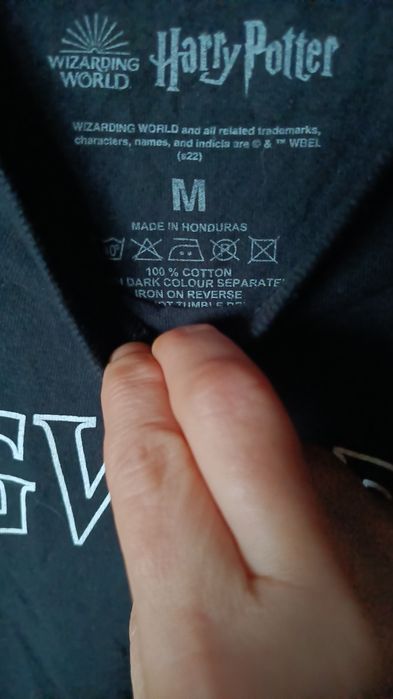 WIZARDING
WORLD
Harry Potter
WIZARDING WORLD and all related trademarks,
characters, names, and indicia are © & ™ WBEI.
(s22)
M
MADE IN HONDURAS
100 % COTTON
DARK COLOUR SEPARATE
IRON ON REVERSE
TUMBLE